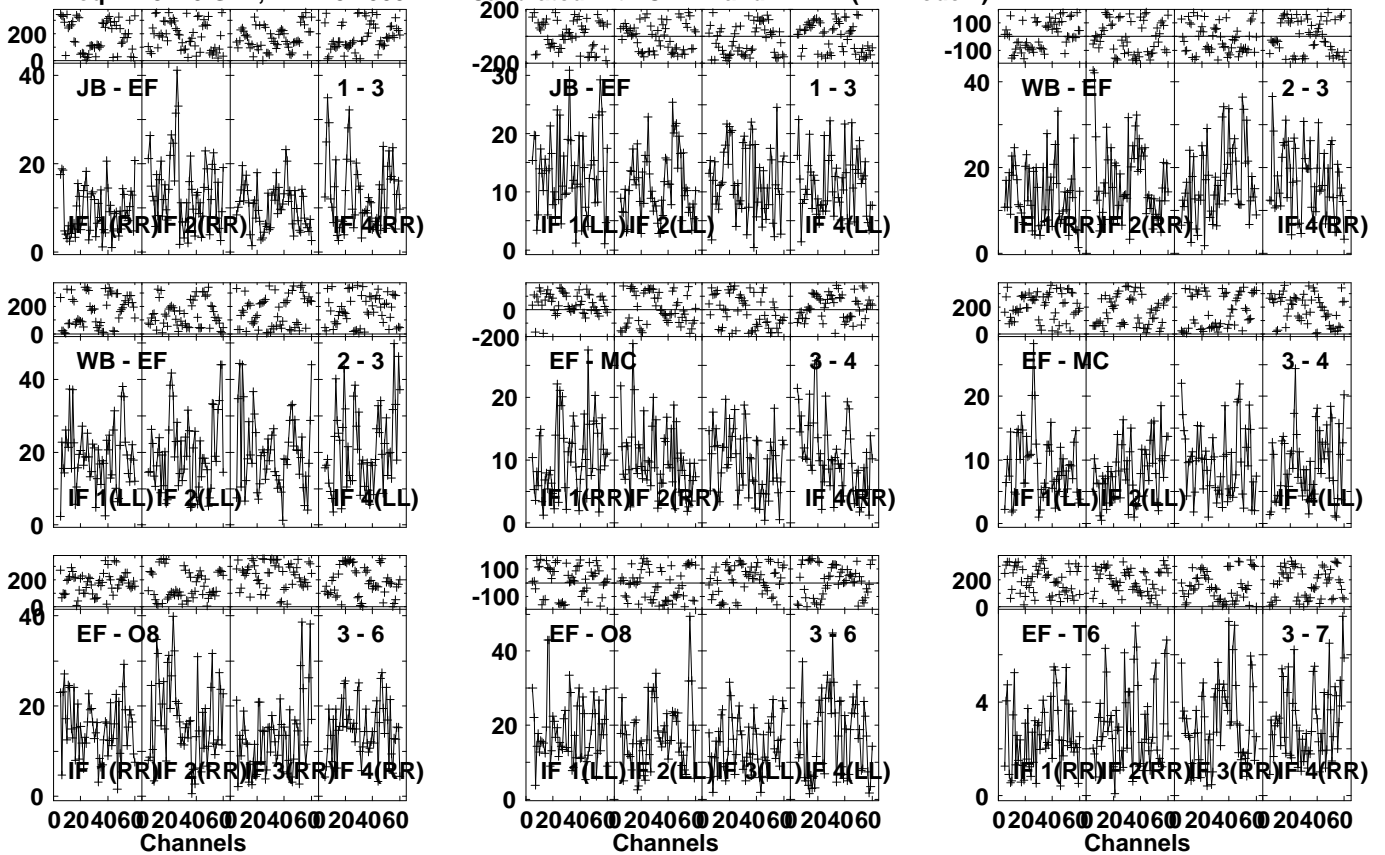 200 200 100
200 -100
0 -200
40 30 40
JB - EF 1 - 3 JB - EF 1 - 3 WB - EF 2 - 3
20 20 20
10
IF 1(RR) IF 2(RR) IF 4(RR) IF 1(LL) IF 2(LL) IF 4(LL) IF 1(RR) IF 2(RR) IF 4(RR)
0 0 0
200 0 200
0 -200 0
WB - EF 2 - 3 EF - MC 3 - 4 EF - MC 3 - 4
40 20 20
20 10 10
IF 1(LL) IF 2(LL) IF 4(LL) IF 1(RR) IF 2(RR) IF 4(RR) IF 1(LL) IF 2(LL) IF 4(LL)
0 0 0
200 100 200
0 -100 0
40
EF - O8 3 - 6 EF - O8 3 - 6 EF - T6 3 - 7
40
20 20 4
IF 1(RR) IF 2(RR) IF 3(RR) IF 4(RR) IF 1(LL) IF 2(LL) IF 3(LL) IF 4(LL) IF 1(RR) IF 2(RR) IF 3(RR) IF 4(RR)
0 0 0
0 20 40 60 0 20 40 60 0 20 40 60 0 20 40 60 0 20 40 60 0 20 40 60 0 20 40 60 0 20 40 60 0 20 40 60 0 20 40 60 0 20 40 60 0 20 40 60
Channels Channels Channels